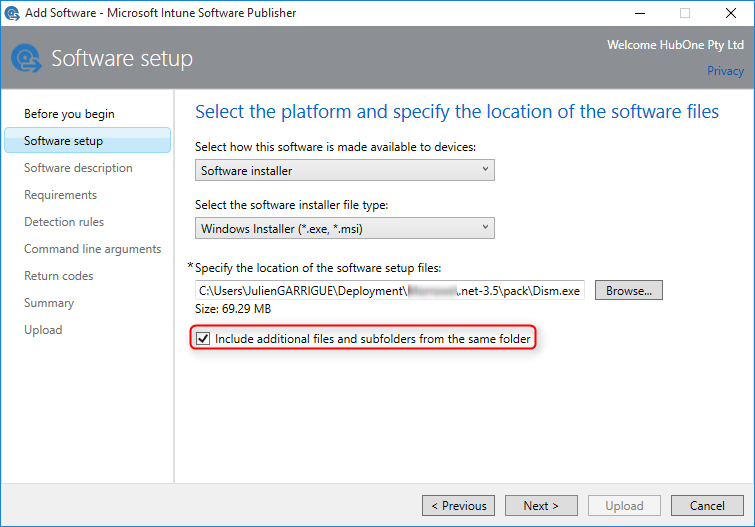 Add Software - Microsoft Intune Software Publisher
Software setup
Welcome HubOne Pty Ltd
Privacy
Before you begin
Software setup
Software description
Requirements
Detection rules
Command line arguments
Return codes
Summary
Upload
Select the platform and specify the location of the software files
Select how this software is made available to devices:
Software installer
Select the software installer file type:
Windows Installer (*.exe, *.msi)
*Specify the location of the software setup files:
C:\Users\JulienGARRIGUE\Deployment\ \.net-3.5\pack\Dism.exe
Browse...
Size: 69.29 MB
Include additional files and subfolders from the same folder
< Previous
Next >
Upload
Cancel